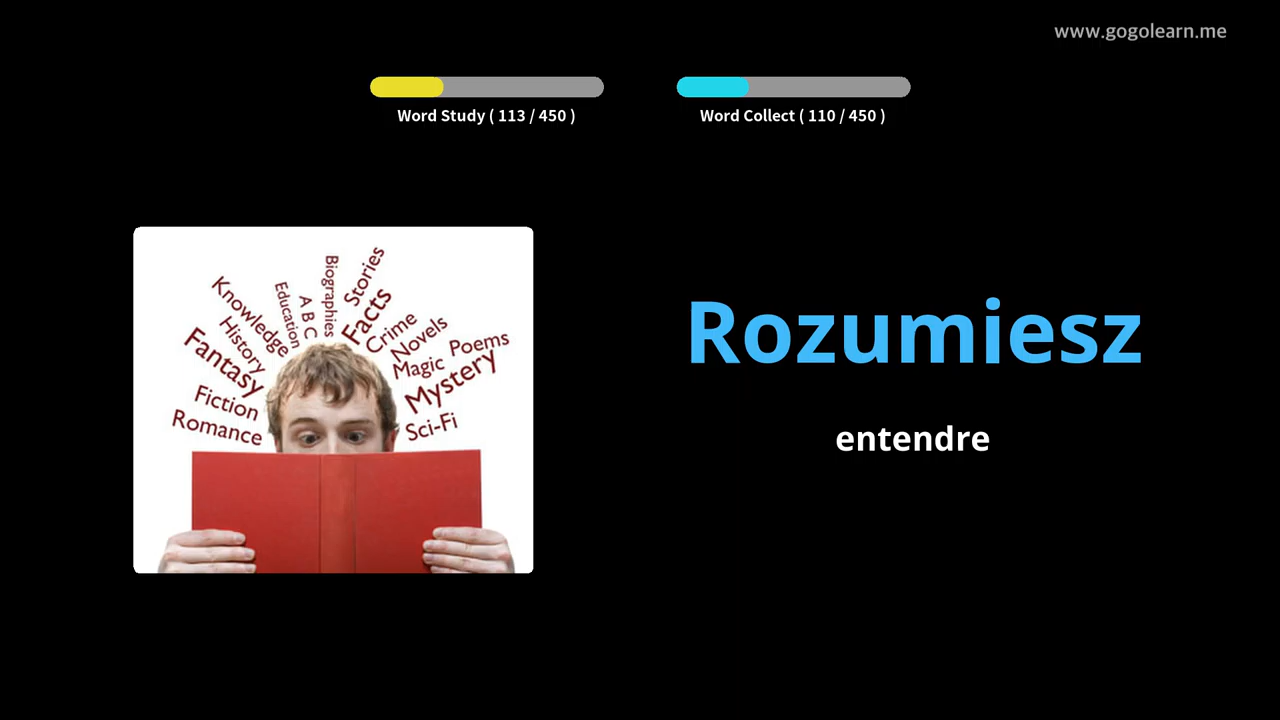 www.gogolearn.me
Word Study ( 113 / 450 )
Word Collect ( 110 / 450 )
Stories
Biographies
Facts
A B C
Education
Knowledge
Crime
Novels
History
Poems
Magic
Fantasy
Mystery
Fiction
Sci-Fi
Romance
Rozumiesz
entendre